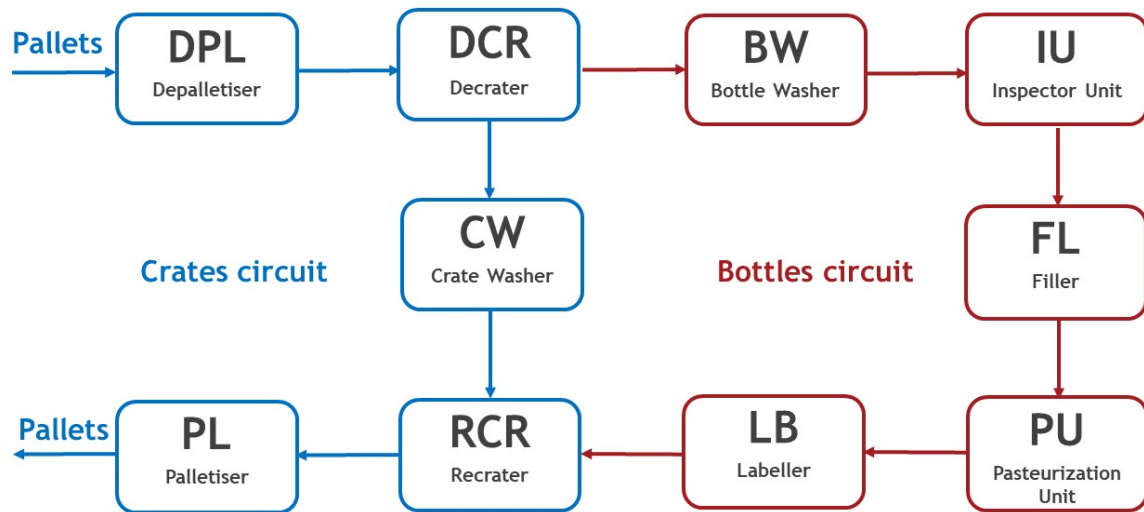 Pallets
DPL
Depalletiser
DCR
Decrater
BW
Bottle Washer
IU
Inspector Unit
CW
Crate Washer
FL
Filler
Crates circuit
Bottles circuit
Pallets
PL
Palletiser
RCR
Recrater
LB
Labeller
PU
Pasteurization
Unit